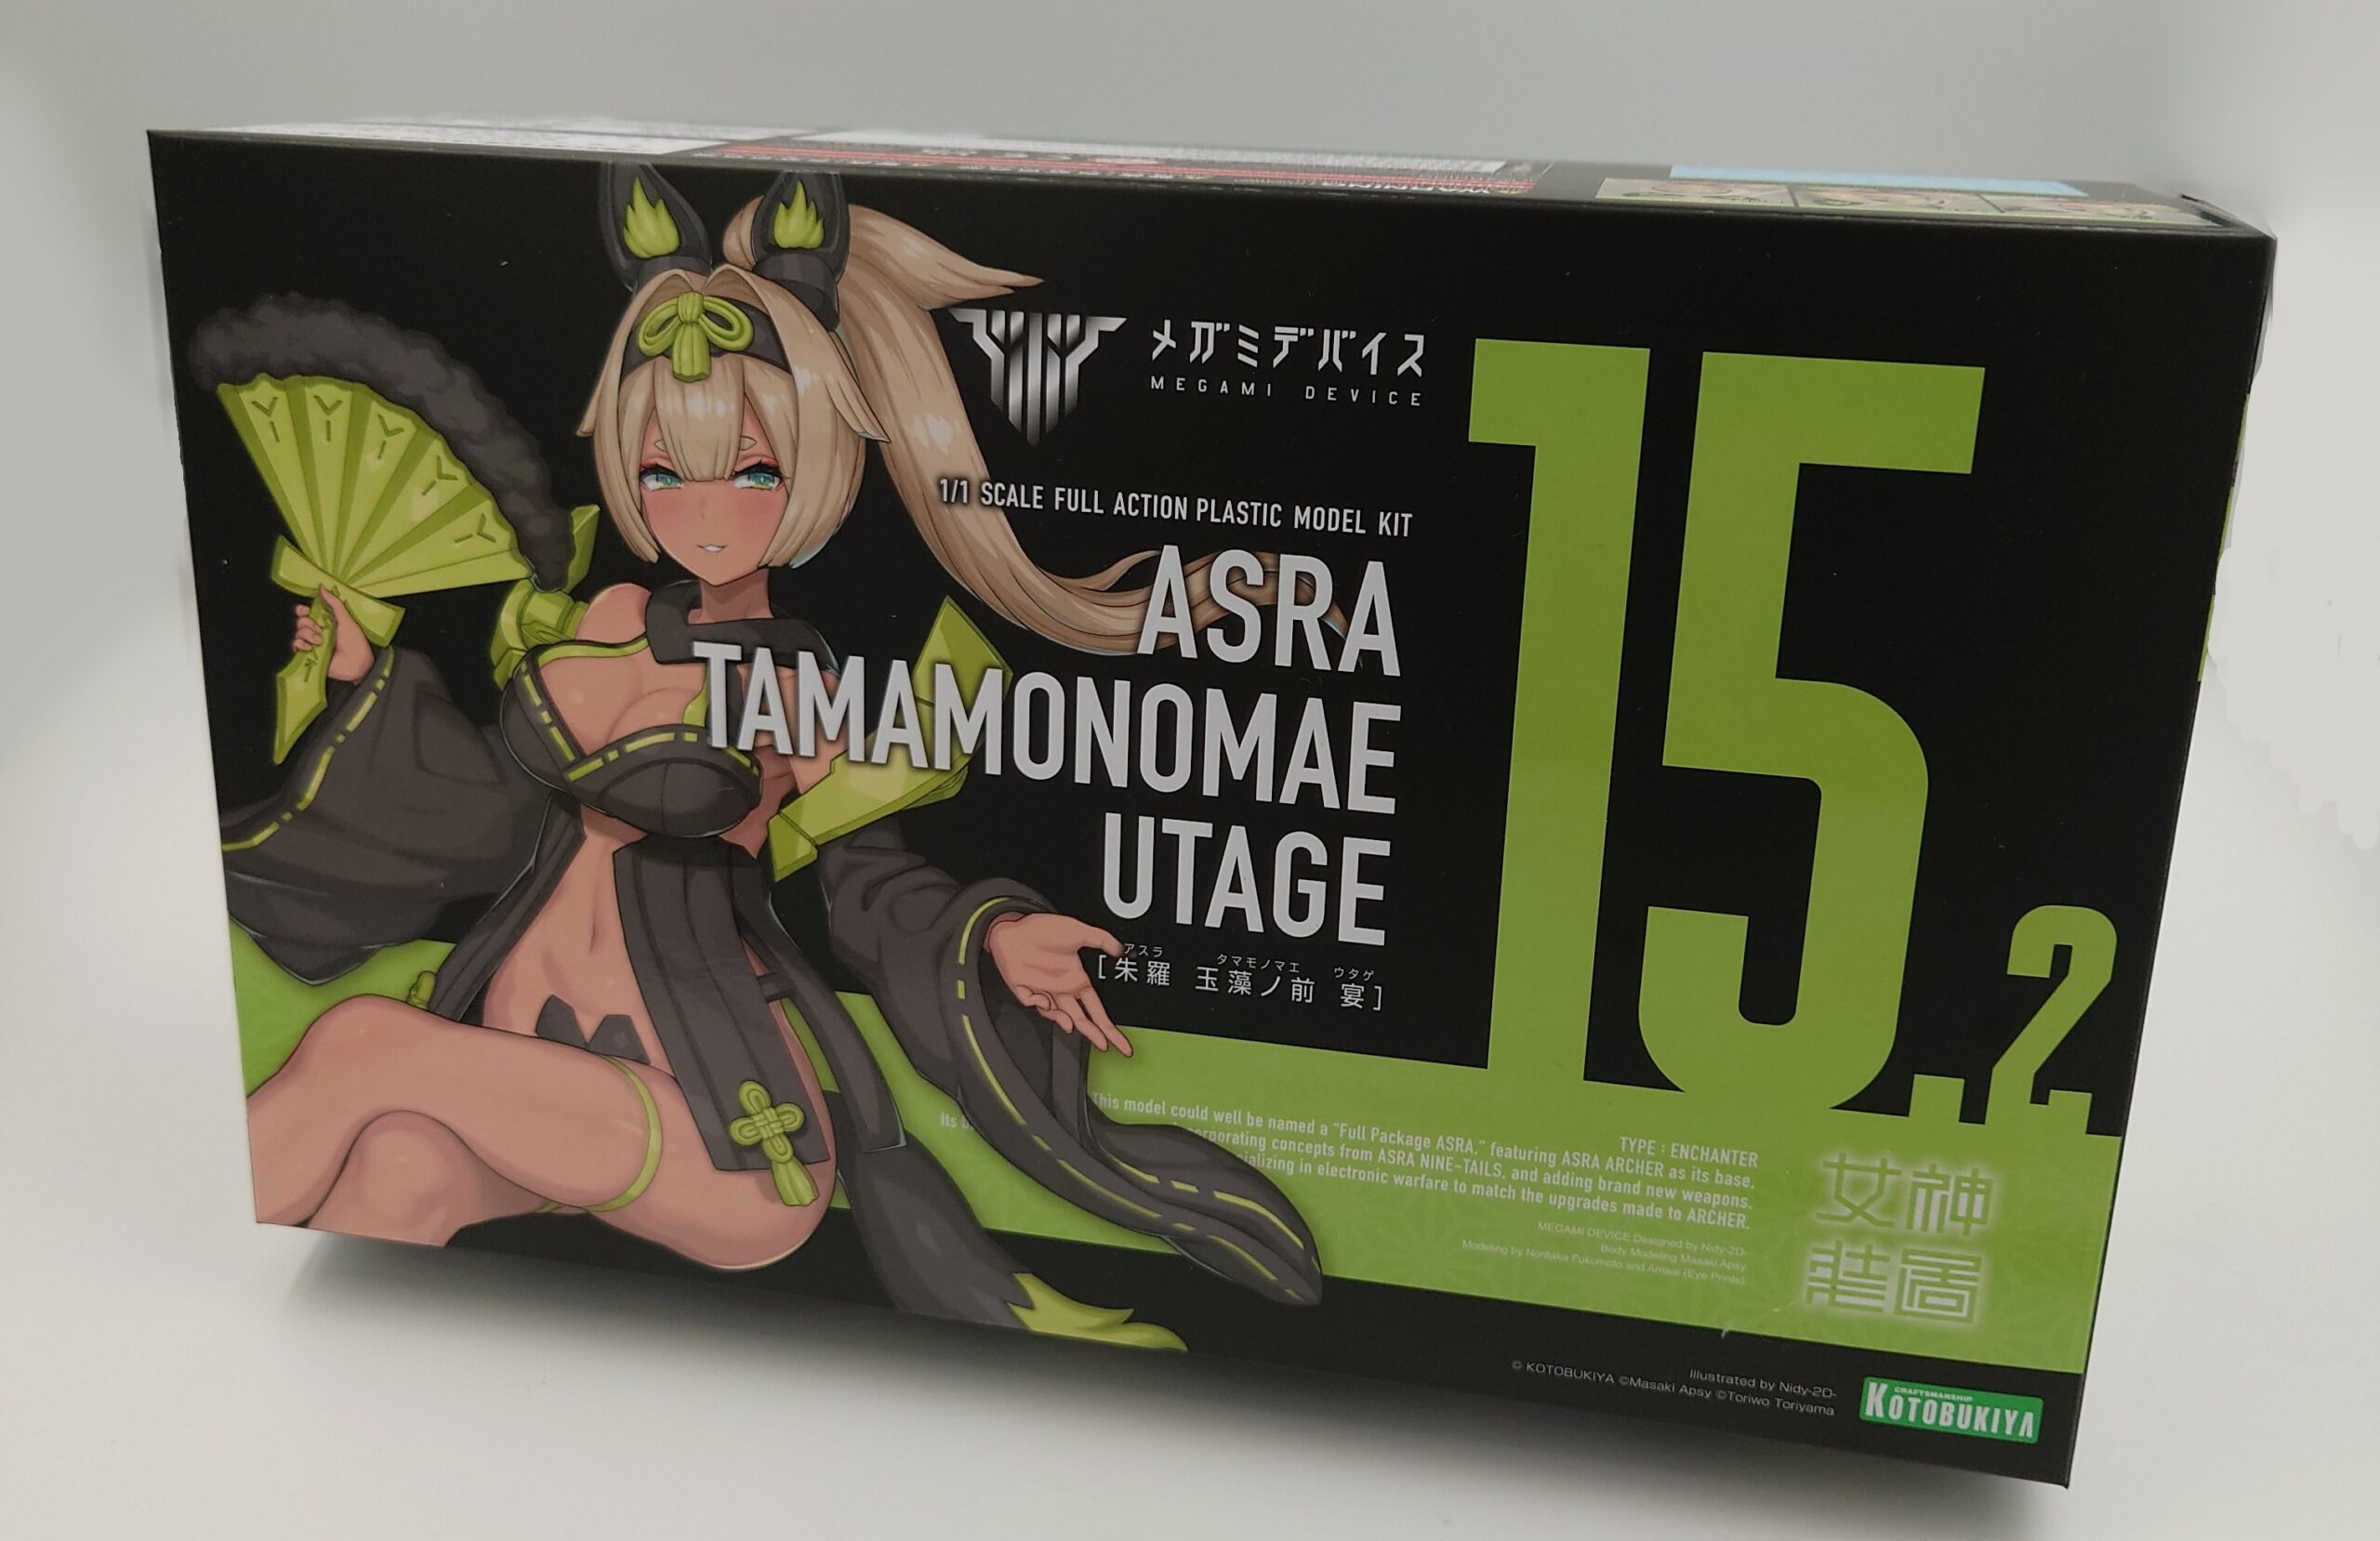 メガミデバイス
MEGAMI DEVICE
1/1 SCALE FULL ACTION PLASTIC MODEL KIT
ASRA
TAMAMONOMAE
UTAGE
アスラ タマモノマエ ウタゲ
[朱羅 玉藻ノ前 宴]
15.2
TYPE : ENCHANTER
This model could well be named a "Full Package ASRA," featuring ASRA ARCHER as its base,
concepts from ASRA NINE-TAILS, and adding brand new weapons.
Its in electronic warfare to match the upgrades made to ARCHER.
MEGAMI DEVICE Designed by Nidy-2D-
Body Modeling Masaki Apsy
Modeling by Noritaka Fukumoto and Amawi (Eye Prints)
女神
装置
Illustrated by Nidy-2D-
© KOTOBUKIYA ©Masaki Apsy ©Toriwo Toriyama
CRAFTSMANSHIP
KOTOBUKIYA